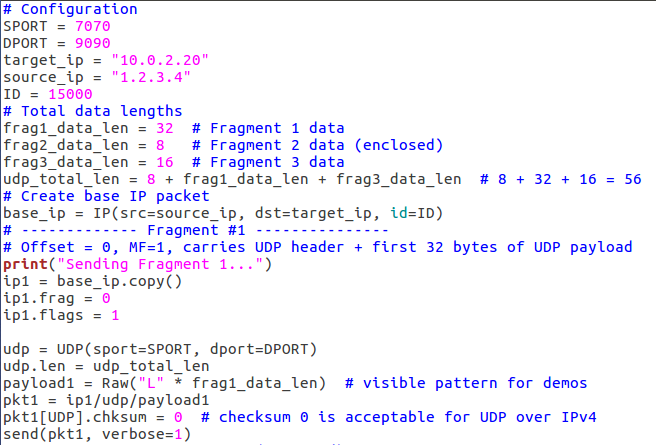 # Configuration
SPORT = 7070
DPORT = 9090
target_ip = "10.0.2.20"
source_ip = "1.2.3.4"
ID = 15000
# Total data lengths
frag1_data_len = 32  # Fragment 1 data
frag2_data_len = 8   # Fragment 2 data (enclosed)
frag3_data_len = 16  # Fragment 3 data
udp_total_len = 8 + frag1_data_len + frag3_data_len  # 8 + 32 + 16 = 56
# Create base IP packet
base_ip = IP(src=source_ip, dst=target_ip, id=ID)
# ------------- Fragment #1 ---------------
# Offset = 0, MF=1, carries UDP header + first 32 bytes of UDP payload
print("Sending Fragment 1...")
ip1 = base_ip.copy()
ip1.frag = 0
ip1.flags = 1

udp = UDP(sport=SPORT, dport=DPORT)
udp.len = udp_total_len
payload1 = Raw("L" * frag1_data_len)  # visible pattern for demos
pkt1 = ip1/udp/payload1
pkt1[UDP].chksum = 0  # checksum 0 is acceptable for UDP over IPv4
send(pkt1, verbose=1)